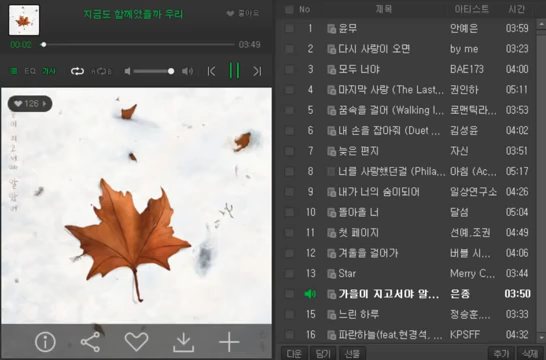 지금도 함께였을까 우리
좋아요
00:02
03:49
EQ 가사
126
No 제목 아티스트 시간
1 윤무 안예은 03:59
2 다시 사랑이 오면 by me 03:23
3 모두 너야 BAE173 04:00
4 마지막 사랑 (The Last,... 권인하 05:11
5 꿈속을 걸어 (Walking I... 로맨틱라... 03:53
6 내 손을 잡아줘 (Duet ... 김성윤 04:02
7 늦은 편지 자신 03:51
8 너를 사랑했던걸 (Phila... 아침 (Ac... 05:17
9 내가 너의 숨이되어 일상연구소 04:26
10 돌아올 너 달섬 05:04
11 첫 페이지 선예,조권 04:49
12 겨울을 걸어가 버블 시... 04:06
13 Star Merry C... 03:44
가을이 지고서야 알... 은종 03:50
15 느린 하루 정승훈,... 03:33
16 파란하늘(feat,현경석, ... KPSFF 04:32
다운 담기 선물 추가 삭제